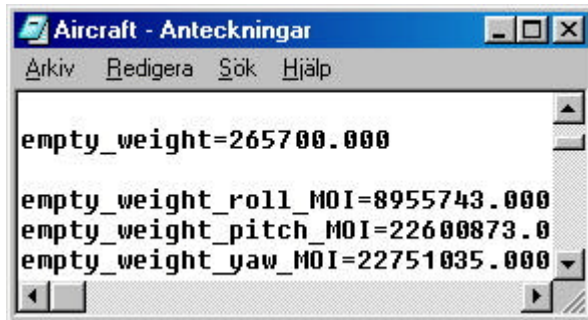 Aircraft - Anteckningar
Arkiv Redigera Sök Hjälp
empty_weight=265700.000
empty_weight_roll_MOI=8955743.000
empty_weight_pitch_MOI=22600873.0
empty_weight_yaw_MOI=22751035.000